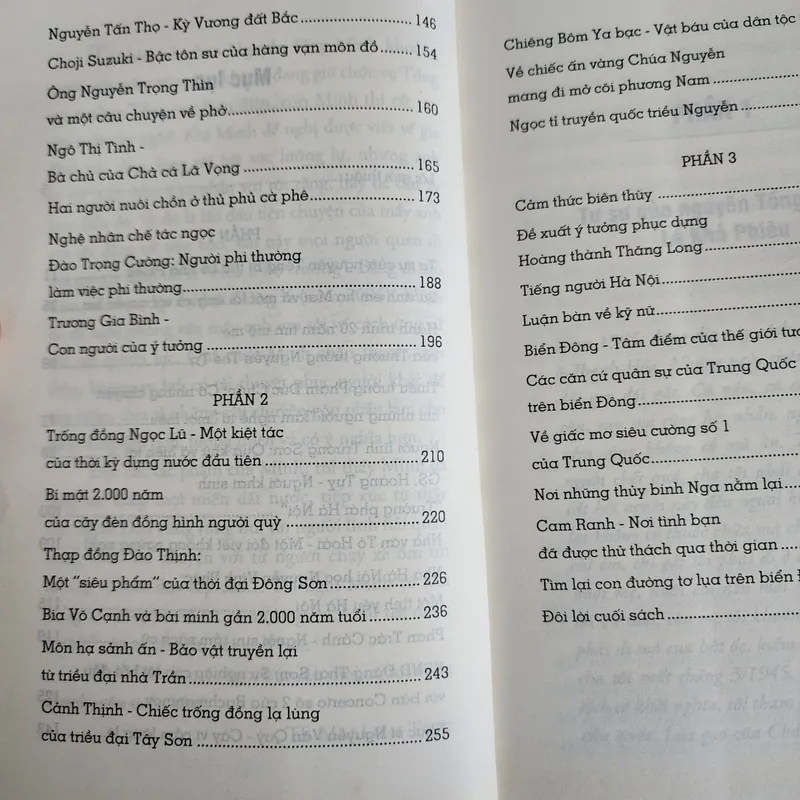 Nguyễn Tấn Thọ - Kỳ Vương đất Bắc ........ 146
Choji Suzuki - Bậc tôn sư của hàng vạn môn đồ ........ 154
Ông Nguyễn Trọng Thìn
và một câu chuyện về phở ........ 160
Ngô Thị Tình -
Bà chủ của Chả cá Lã Vọng ........ 165
Hai người nuôi chồn ở thủ phủ cà phê ........ 173
Nghệ nhân chế tác ngọc
Đào Trọng Cường: Người phi thường
làm việc phi thường ........ 188
Trương Gia Bình -
Con người của ý tưởng ........ 196
PHẦN 2
Trống đồng Ngọc Lũ - Một kiệt tác
của thời kỳ dựng nước đầu tiên ........ 210
Bí mật 2.000 năm
của cây đèn đồng hình người quỳ ........ 220
Thạp đồng Đào Thịnh:
Một "siêu phẩm" của thời đại Đông Sơn ........ 226
Bia Võ Cạnh và bài minh gần 2.000 năm tuổi ........ 236
Môn hạ sảnh ấn - Bảo vật truyền lại
từ triều đại nhà Trần ........ 243
Cảnh Thịnh - Chiếc trống đồng lạ lùng
của triều đại Tây Sơn ........ 255
Chiêng Bôm Ya bạc - Vật báu của dân tộc
Về chiếc ấn vàng Chúa Nguyễn
mang đi mở cõi phương Nam ........
Ngọc tỉ truyền quốc triều Nguyễn ........
PHẦN 3
Cảm thức biên thùy ........
Đề xuất ý tưởng phục dựng
Hoàng thành Thăng Long ........
Tiếng người Hà Nội ........
Luận bàn về kỹ nữ ........
Biển Đông - Tâm điểm của thế giới
Các căn cứ quân sự của Trung Quốc
trên biển Đông ........
Về giấc mơ siêu cường số 1
của Trung Quốc ........
Nơi những thủy binh Nga nằm lại ........
Cam Ranh - Nơi tình bạn
đã được thử thách qua thời gian ........
Tìm lại con đường tơ lụa trên biển
Đôi lời cuối sách ........